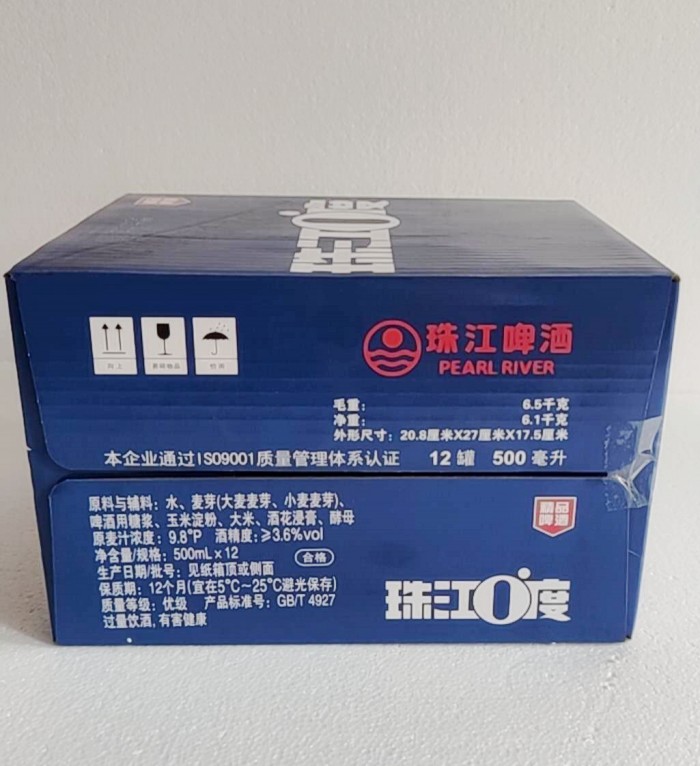 珠江0°度
向上
易碎物品
怕雨
珠江啤酒
PEARL RIVER
毛重： 6.5千克
净重： 6.1千克
外形尺寸： 20.8厘米X27厘米X17.5厘米
本企业通过ISO9001质量管理体系认证 12罐 500毫升
原料与辅料：水、麦芽(大麦麦芽、小麦麦芽)、
啤酒用糖浆、玉米淀粉、大米、酒花浸膏、酵母
原麦汁浓度：9.8°P 酒精度：≥3.6%vol
净含量/规格：500mL×12
合格
生产日期/批号：见纸箱顶或侧面
保质期：12个月(宜在5℃~25℃避光保存)
质量等级：优级 产品标准号：GB/T 4927
过量饮酒,有害健康
精品
啤酒
珠江0°度